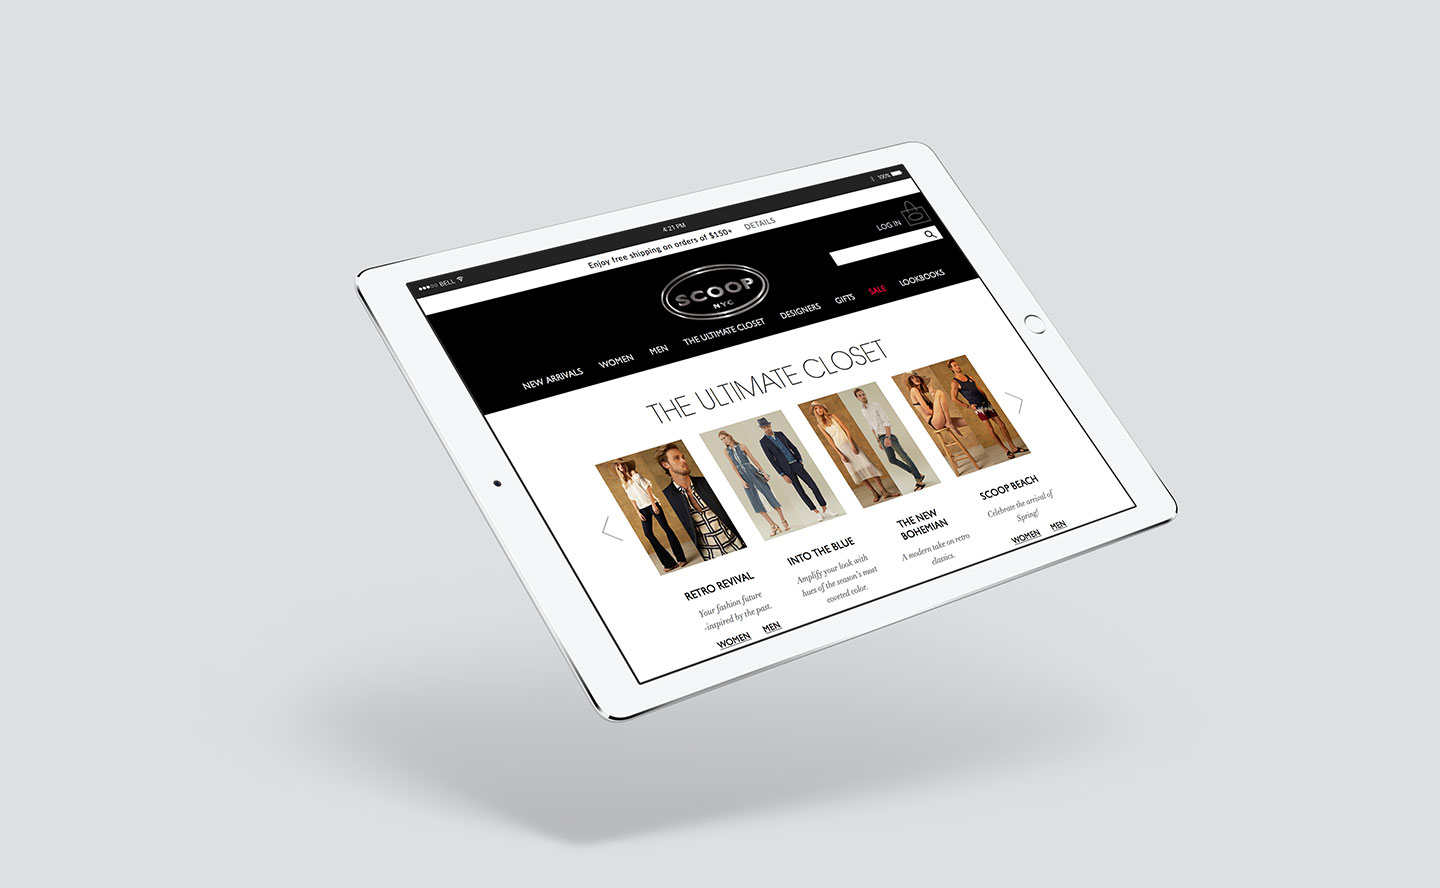 ●●●○○ BELL
4:21 PM
100%
Enjoy free shipping on orders of $150+ DETAILS
LOG IN
SCOOP
NYC
NEW ARRIVALS WOMEN MEN THE ULTIMATE CLOSET DESIGNERS GIFTS SALE LOOKBOOKS
THE ULTIMATE CLOSET
RETRO REVIVAL
Your fashion future
-inspired by the past.
WOMEN MEN
INTO THE BLUE
Amplify your look with
hues of the season's most
coveted color.
THE NEW
BOHEMIAN
A modern take on retro
classics.
SCOOP BEACH
Celebrate the arrival of
Spring!
WOMEN MEN